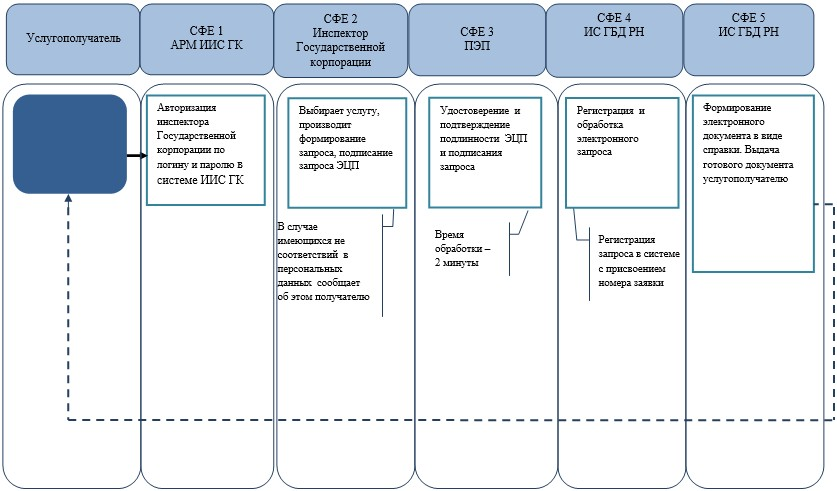 Услугополучатель
СФЕ 1
АРМ ИИС ГК
СФЕ 2
Инспектор
Государственной
корпорации
СФЕ 3
ПЭП
СФЕ 4
ИС ГБД РН
СФЕ 5
ИС ГБД РН
Авторизация
инспектора
Государственной
корпорации по
логину и паролю в
системе ИИС ГК
Выбирает услугу,
производит
формирование
запроса, подписание
запроса ЭЦП
Удостоверение и
подтверждение
подлинности ЭЦП
и подписания
запроса
Регистрация и
обработка
электронного
запроса
Формирование
электронного
документа в виде
справки. Выдача
готового документа
услугополучателю
В случае
имеющихся не
соответствий в
персональных
данных сообщает
об этом получателю
Время
обработки –
2 минуты
Регистрация
запроса в системе
с присвоением
номера заявки